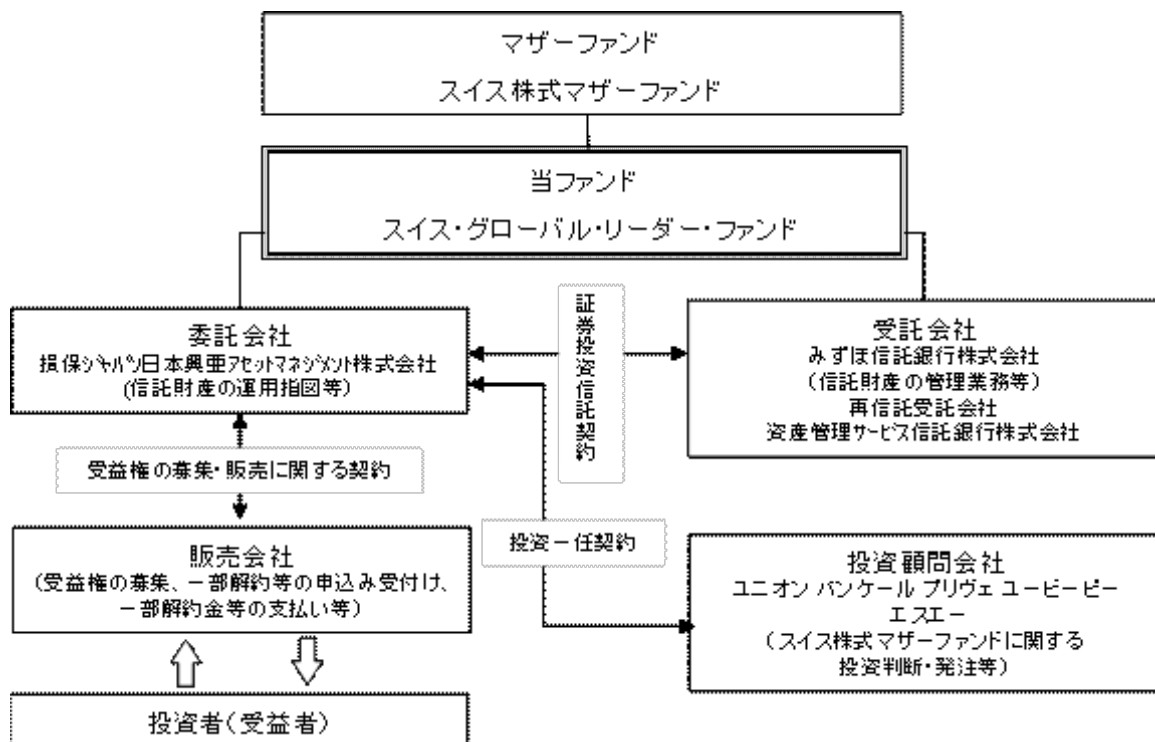 マザーファンド
スイス株式マザーファンド
当ファンド
スイス・グローバル・リーダー・ファンド
委託会社
損保ジャパン日本興亜アセットマネジメント株式会社
(信託財産の運用指図等)
証券投資信託契約
受託会社
みずほ信託銀行株式会社
(信託財産の管理業務等)
再信託受託会社
資産管理サービス信託銀行株式会社
受益権の募集・販売に関する契約
投資一任契約
販売会社
(受益権の募集、一部解約等の申込み受付け、
一部解約金等の支払い等)
投資顧問会社
ユニオン バンケール プリヴェ ユービーピー
エスエー
(スイス株式マザーファンドに関する
投資判断・発注等)
投資者(受益者)